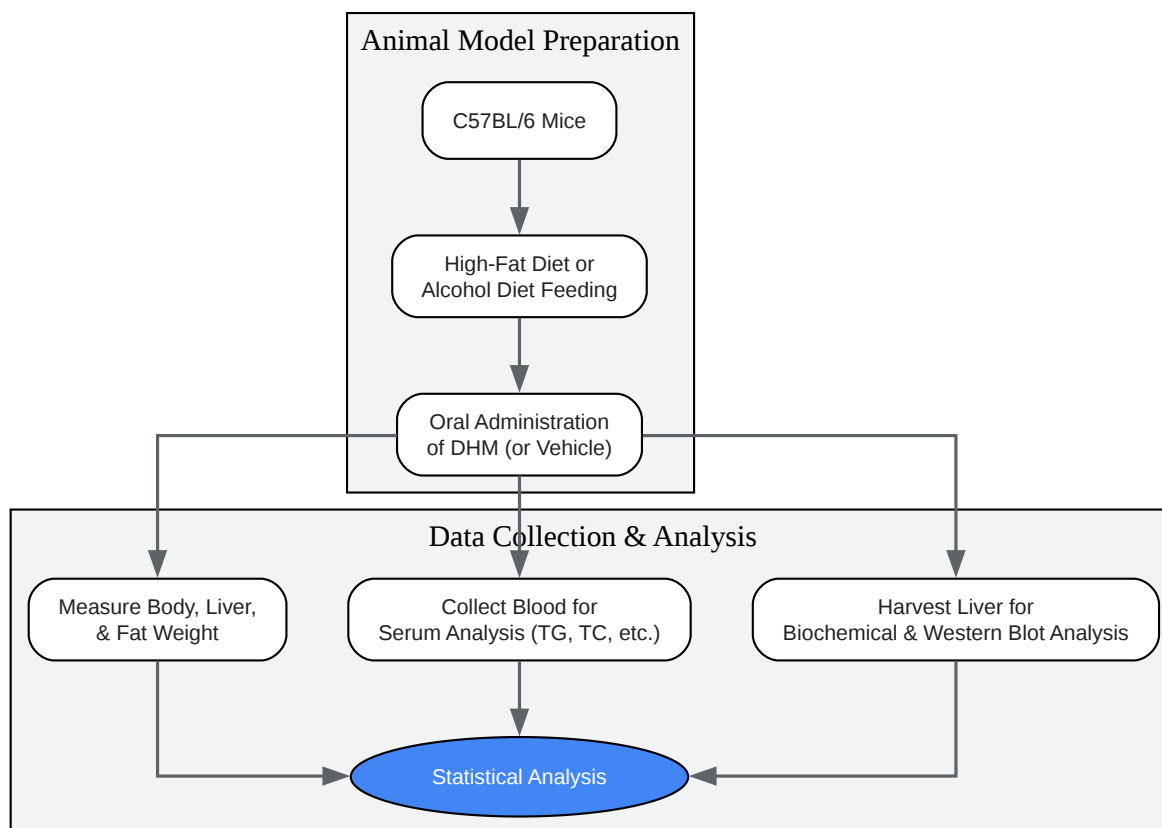 Animal Model Preparation
C57BL/6 Mice
High-Fat Diet or
Alcohol Diet Feeding
Oral Administration
of DHM (or Vehicle)
Data Collection & Analysis
Measure Body, Liver,
& Fat Weight
Collect Blood for
Serum Analysis (TG, TC, etc.)
Harvest Liver for
Biochemical & Western Blot Analysis
Statistical Analysis